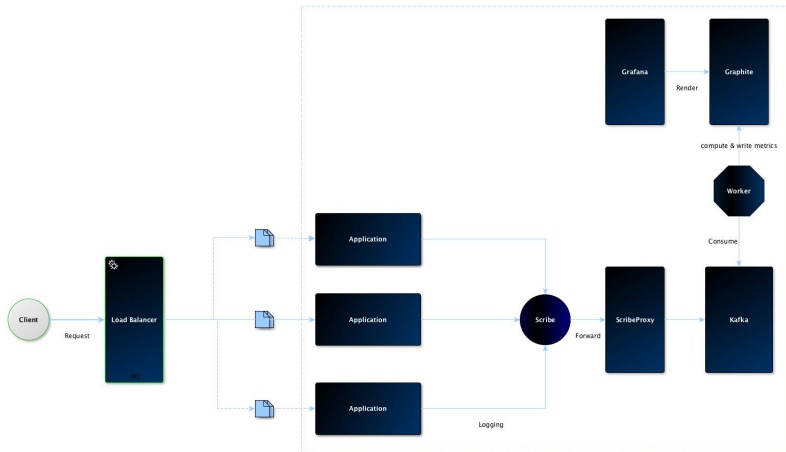 Grafana
Graphite
Render
compute & write metrics
Worker
Consume
Application
Client
Request
Load Balancer
Application
Scribe
Forward
ScribeProxy
Kafka
Application
Logging